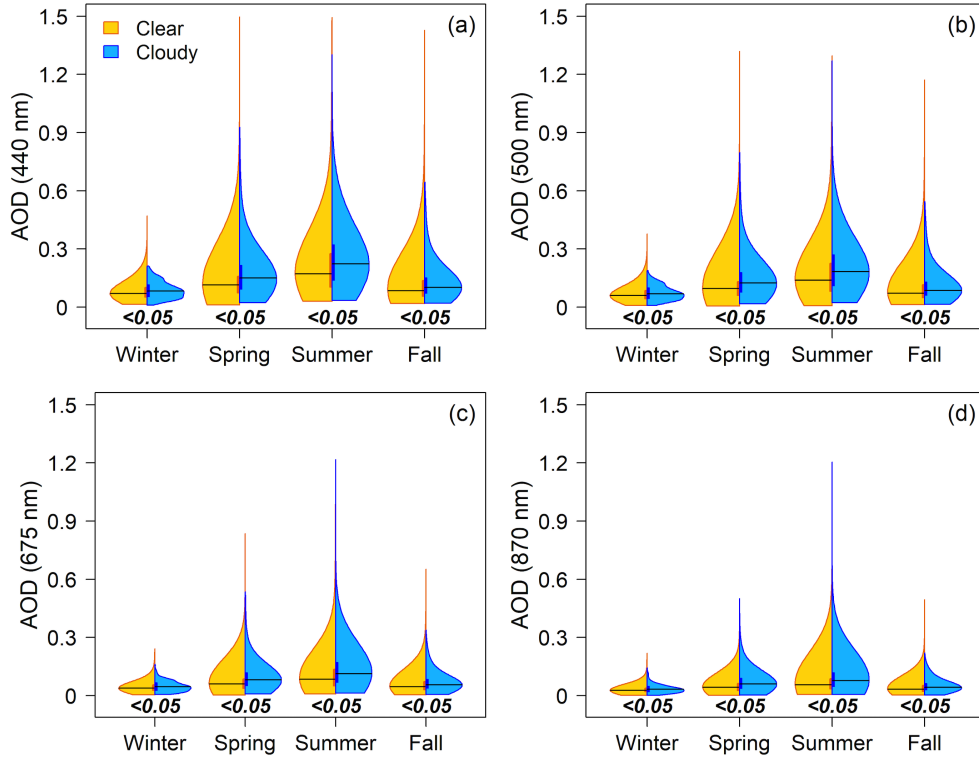 AOD (440 nm)
1.5
1.2
0.9
0.6
0.3
0
Clear
Cloudy
(a)
<0.05 <0.05 <0.05 <0.05
Winter Spring Summer Fall
AOD (500 nm)
1.5
1.2
0.9
0.6
0.3
0
(b)
<0.05 <0.05 <0.05 <0.05
Winter Spring Summer Fall
AOD (675 nm)
1.5
1.2
0.9
0.6
0.3
0
(c)
<0.05 <0.05 <0.05 <0.05
Winter Spring Summer Fall
AOD (870 nm)
1.5
1.2
0.9
0.6
0.3
0
(d)
<0.05 <0.05 <0.05 <0.05
Winter Spring Summer Fall